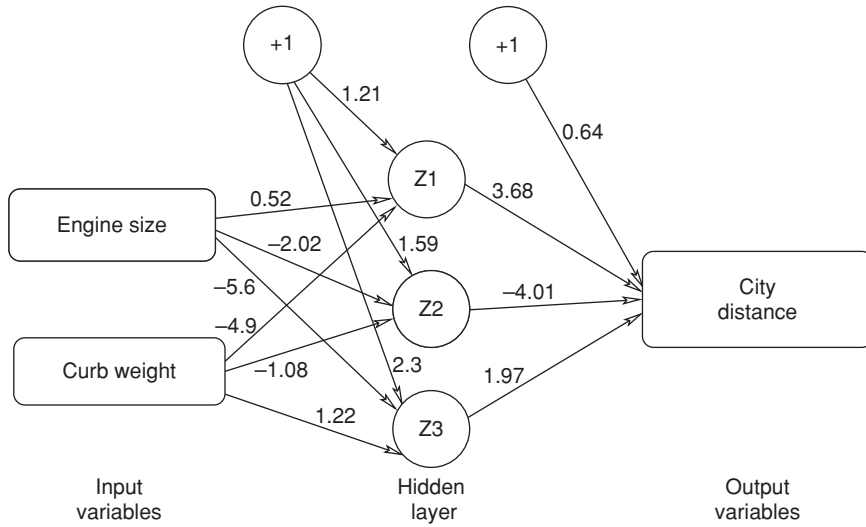 +1
+1
1.21
0.64
Z1
0.52
3.68
Engine size
–2.02
1.59
City
distance
–5.6
–4.01
Z2
–4.9
Curb weight
–1.08
2.3
1.97
1.22
Z3
Input
variables
Hidden
layer
Output
variables